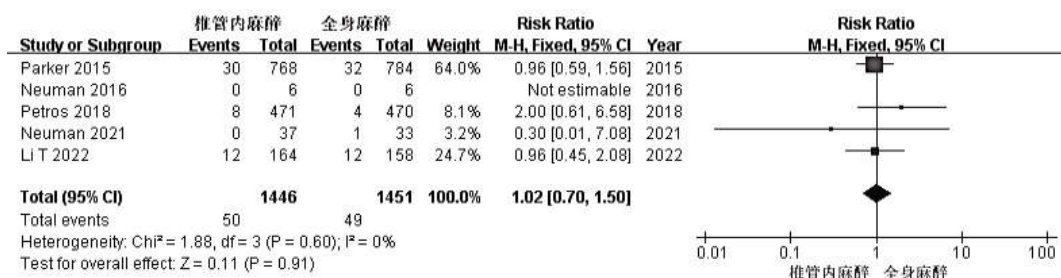 椎管内麻醉 全身麻醉 Risk Ratio Risk Ratio
Study or Subgroup Events Total Events Total Weight M-H, Fixed, 95% CI Year M-H, Fixed, 95% CI
Parker 2015 30 768 32 784 64.0% 0.96 [0.59, 1.56] 2015
Neuman 2016 0 6 0 6 Not estimable 2016
Petros 2018 8 471 4 470 8.1% 2.00 [0.61, 6.58] 2018
Neuman 2021 0 37 1 33 3.2% 0.30 [0.01, 7.08] 2021
Li T 2022 12 164 12 158 24.7% 0.96 [0.45, 2.08] 2022
Total (95% CI) 1446 1451 100.0% 1.02 [0.70, 1.50]
Total events 50 49
Heterogeneity: Chi² = 1.88, df = 3 (P = 0.60); I² = 0%
Test for overall effect: Z = 0.11 (P = 0.91)
0.01 0.1 1 10 100
椎管内麻醉 全身麻醉